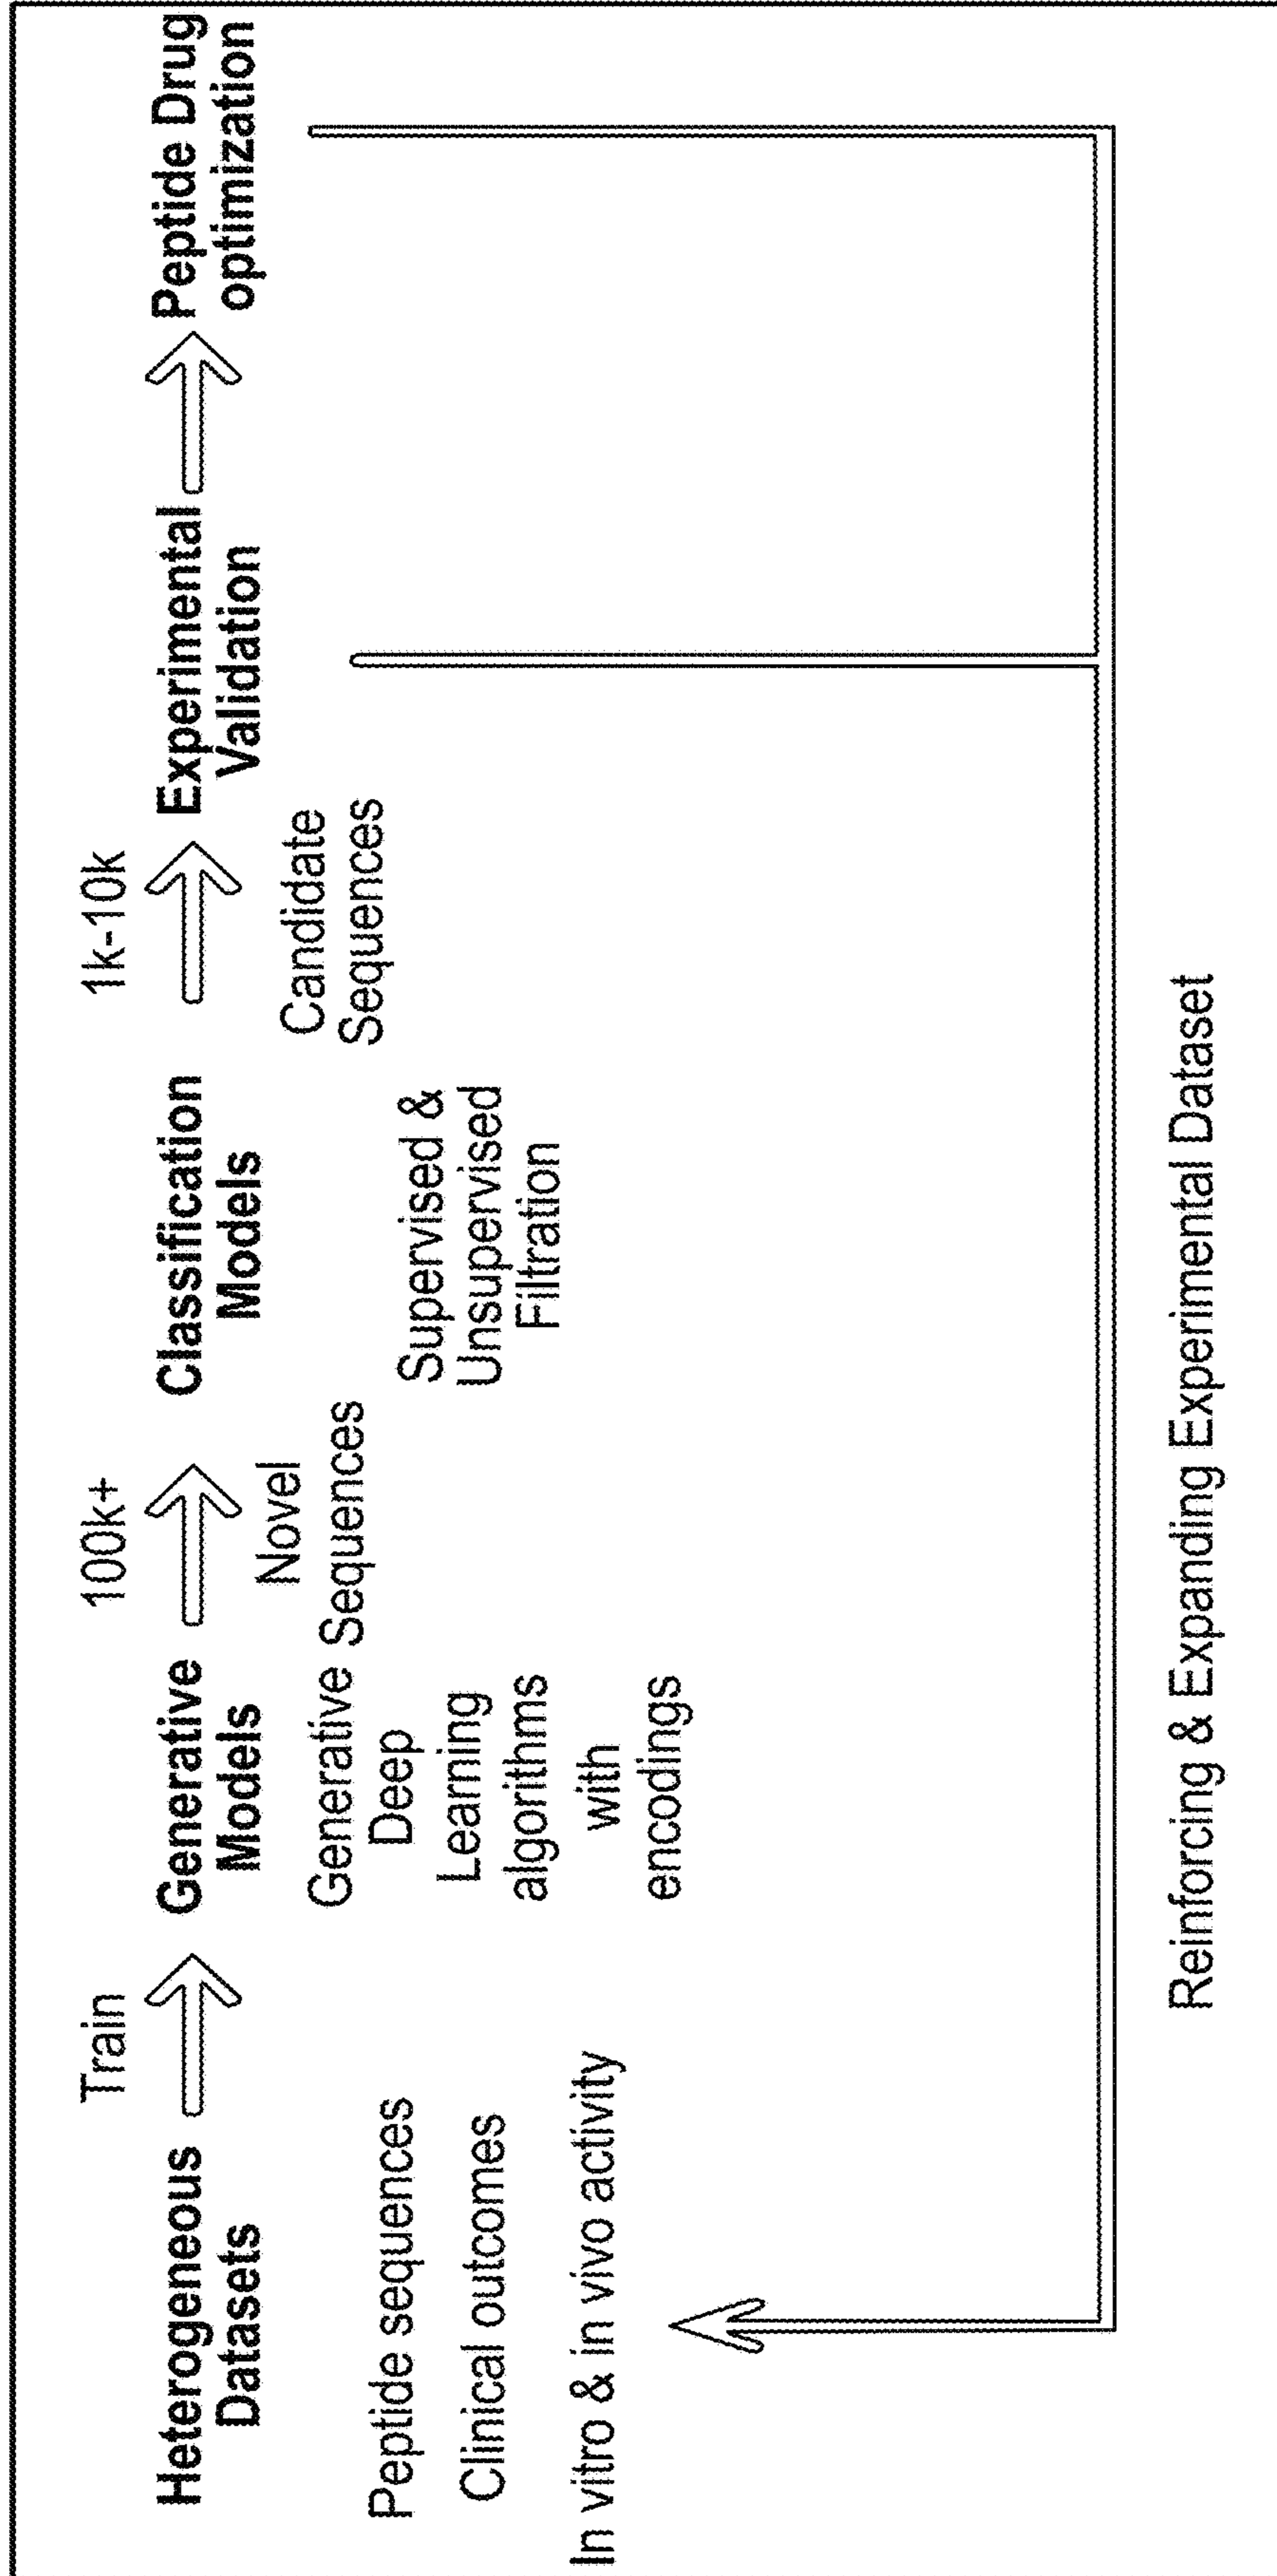 Heterogeneous
Datasets
Peptide sequences
Clinical outcomes
In vitro & in vivo activity
Train
Generative
Models
Generative
Deep
Learning
algorithms
with
encodings
100k+
Novel
Sequences
Classification
Models
Supervised &
Unsupervised
Filtration
1k-10k
Candidate
Sequences
Experimental
Validation
Peptide Drug
optimization
Reinforcing & Expanding Experimental Dataset